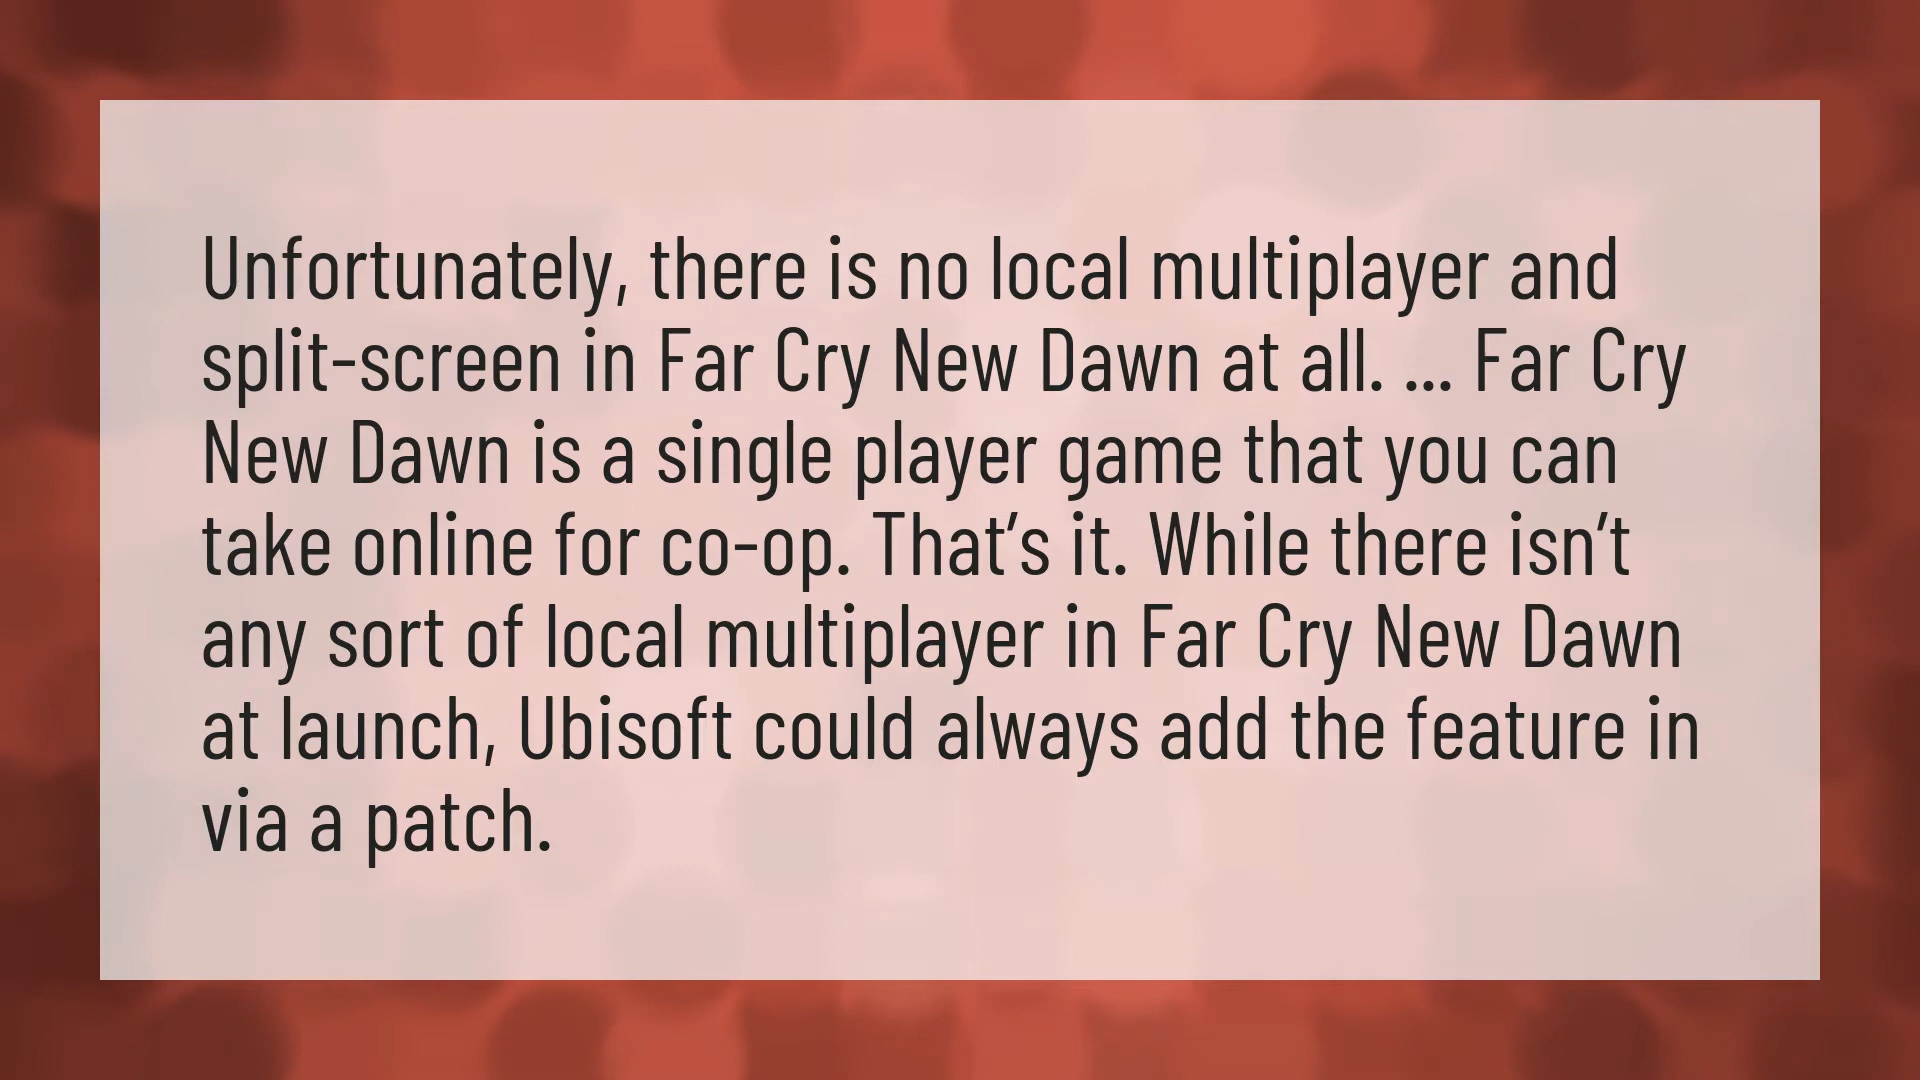 Unfortunately, there is no local multiplayer and
split-screen in Far Cry New Dawn at all. ... Far Cry
New Dawn is a single player game that you can
take online for co-op. That’s it. While there isn’t
any sort of local multiplayer in Far Cry New Dawn
at launch, Ubisoft could always add the feature in
via a patch.